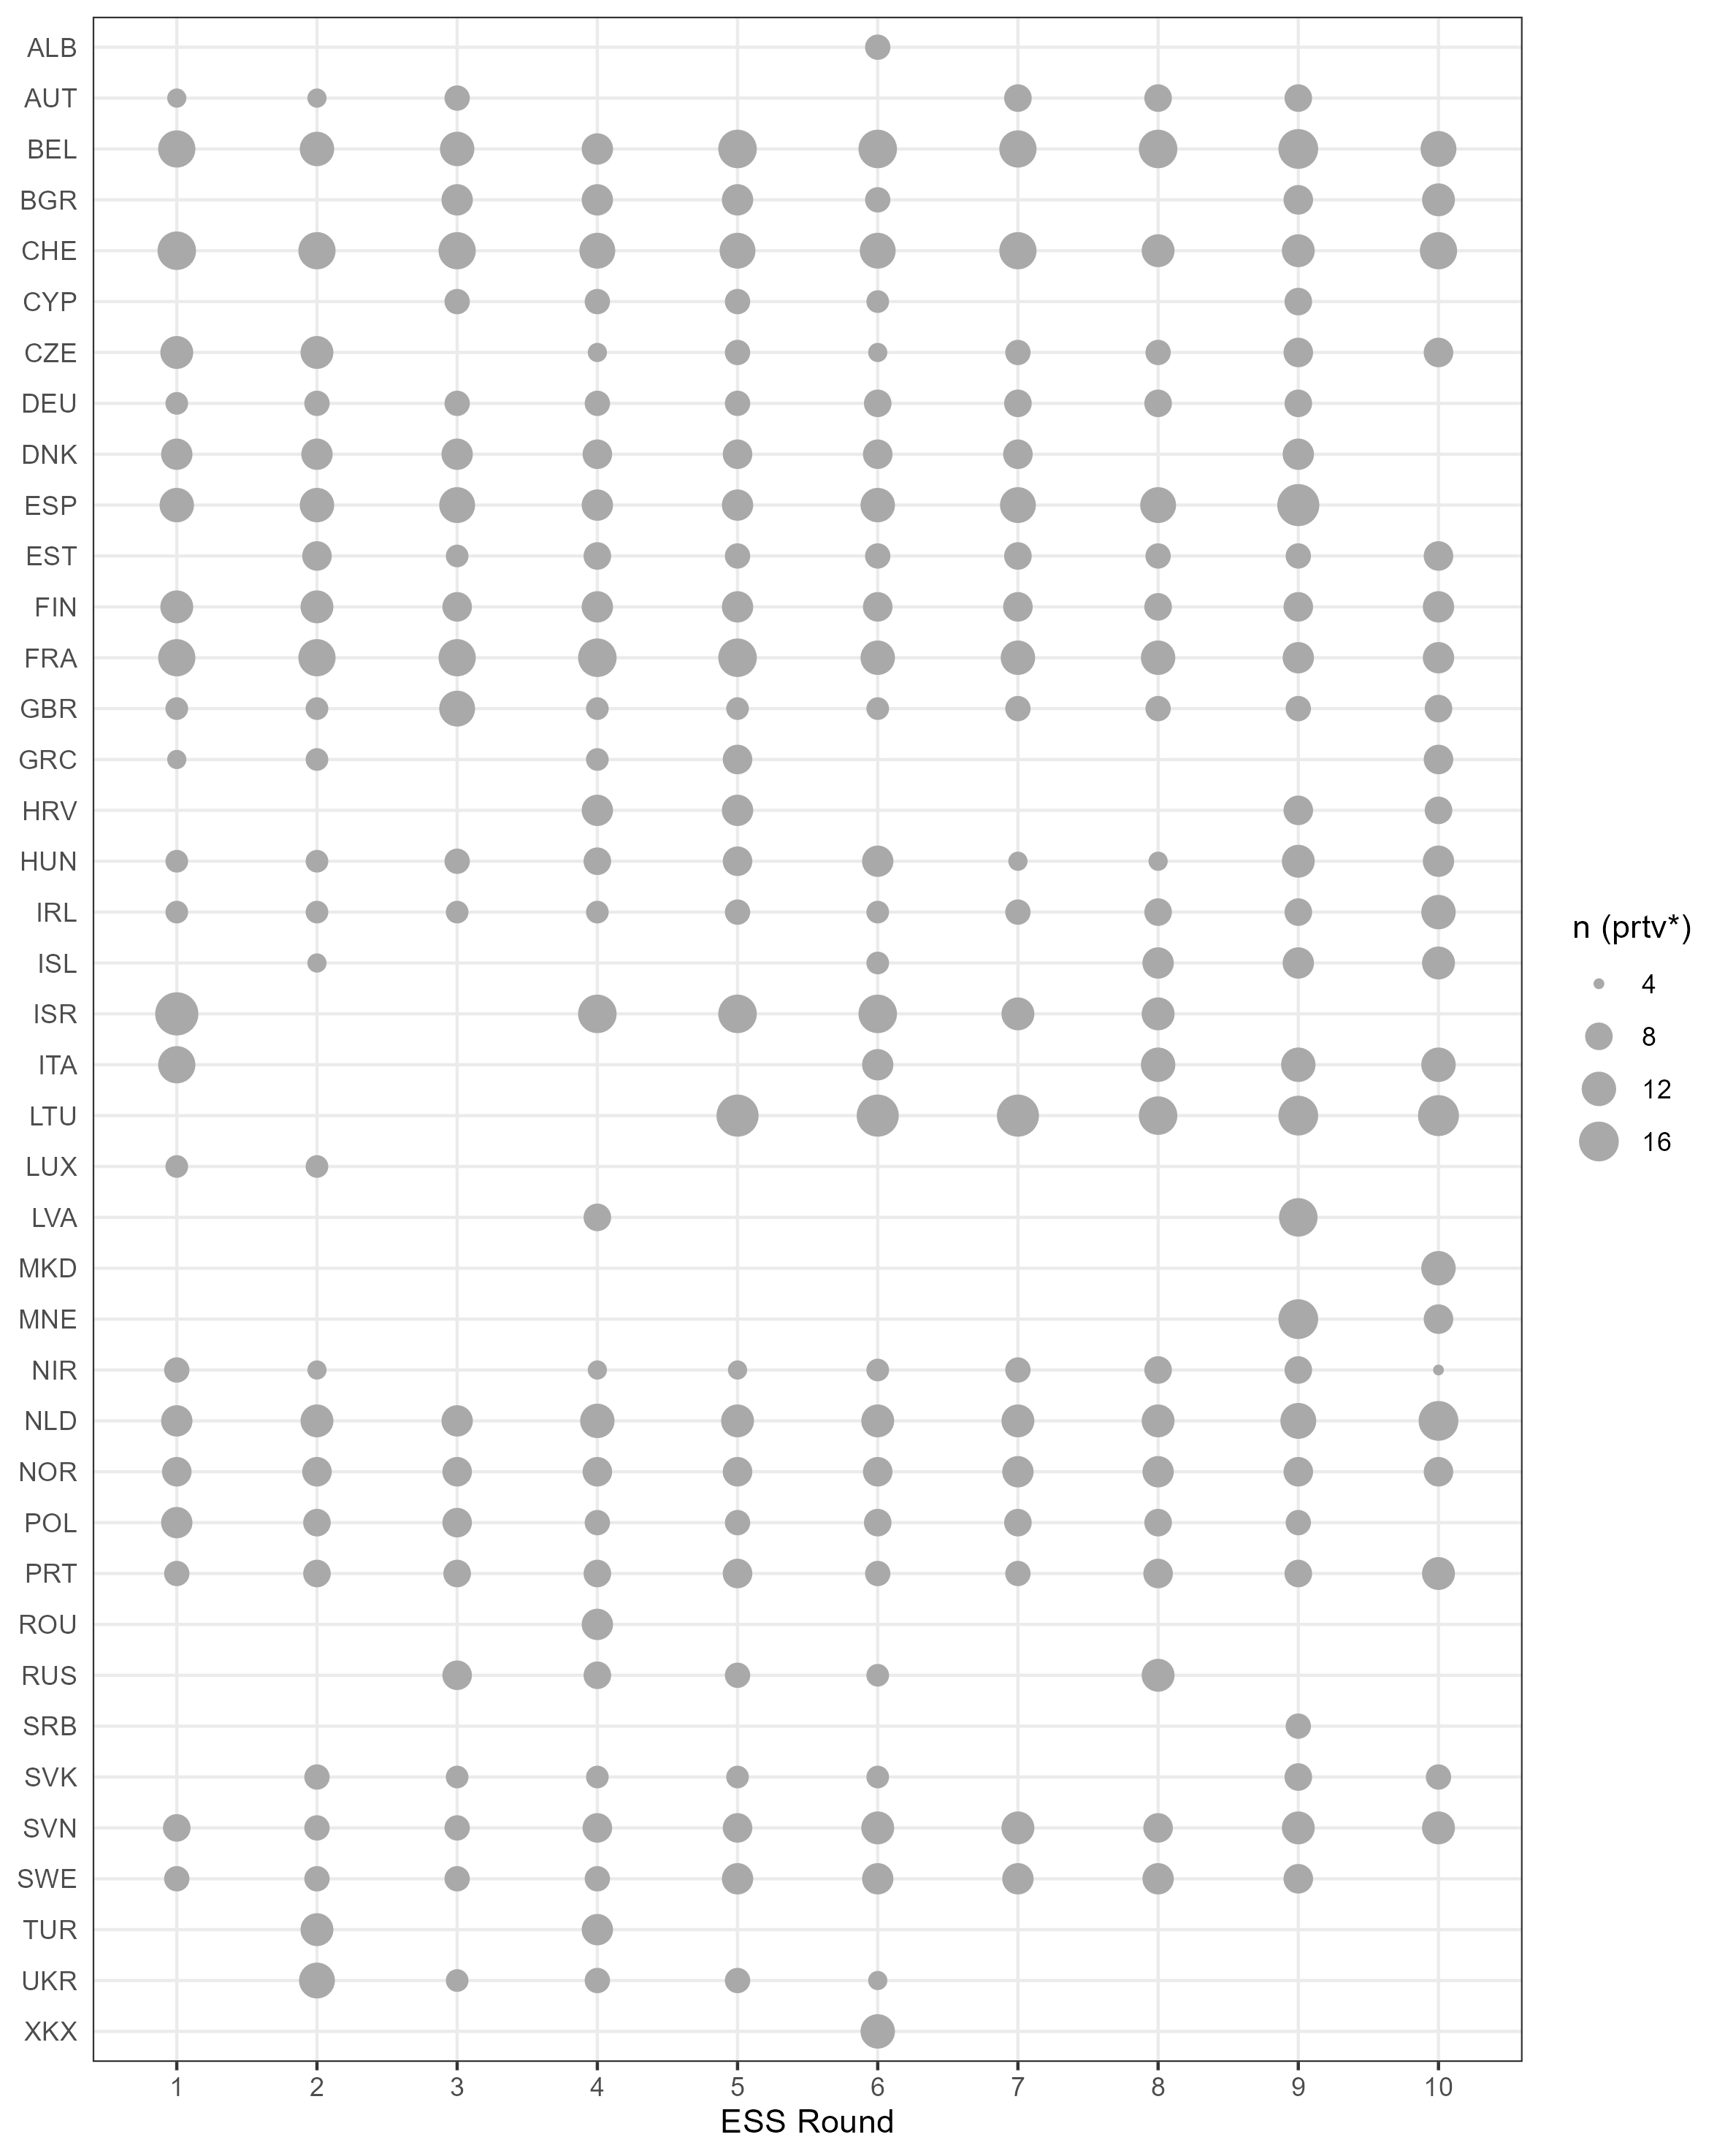 ALB
AUT
BEL
BGR
CHE
CYP
CZE
DEU
DNK
ESP
EST
FIN
FRA
GBR
GRC
HRV
HUN
IRL
ISL
ISR
ITA
LTU
LUX
LVA
MKD
MNE
NIR
NLD
NOR
POL
PRT
ROU
RUS
SRB
SVK
SVN
SWE
TUR
UKR
XKX
1 2 3 4 5 6 7 8 9 10
ESS Round
n (prtv*)
4
8
12
16